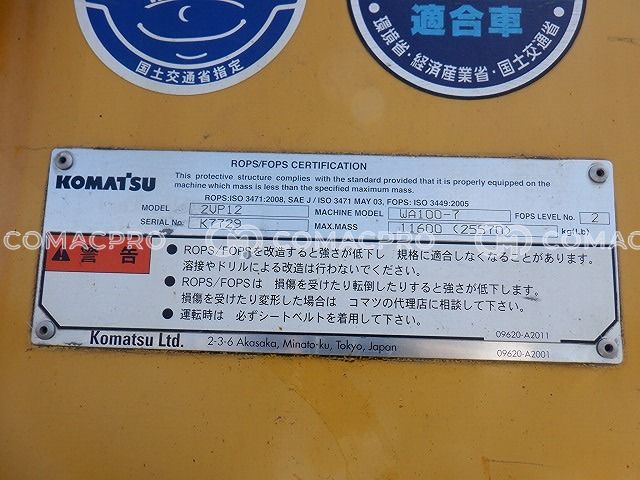 国土交通省指定
適合車
・環境省・経済産業省・国土交通省
ROPS/FOPS CERTIFICATION
KOMATSU
This protective structure complies with the standard provided that it is properly equipped on the
machine which mass is less than the specified maximum mass.
ROPS:ISO 3471:2008, SAE J / ISO 3471 MAY 03, FOPS: ISO 3449:2005
MODEL 2VP12 MACHINE MODEL WA100-7 FOPS LEVEL No. 2
SERIAL No. K7729 MAX.MASS 11600 (25570) kg(Lb)
COMACPRO COMACPRO COMACPRO
警告
● ROPS/FOPSを改造すると強さが低下し 規格に適合しなくなることがあります。
溶接やドリルによる改造は行わないでください。
● ROPS/FOPSは 損傷を受けたり転倒したりすると強さが低下します。
損傷を受けたり変形した場合は コマツの代理店に相談して下さい。
● 運転時は 必ずシートベルトを着用して下さい。
09620-A2011
Komatsu Ltd. 2-3-6 Akasaka, Minato-ku, Tokyo, Japan 09620-A2001